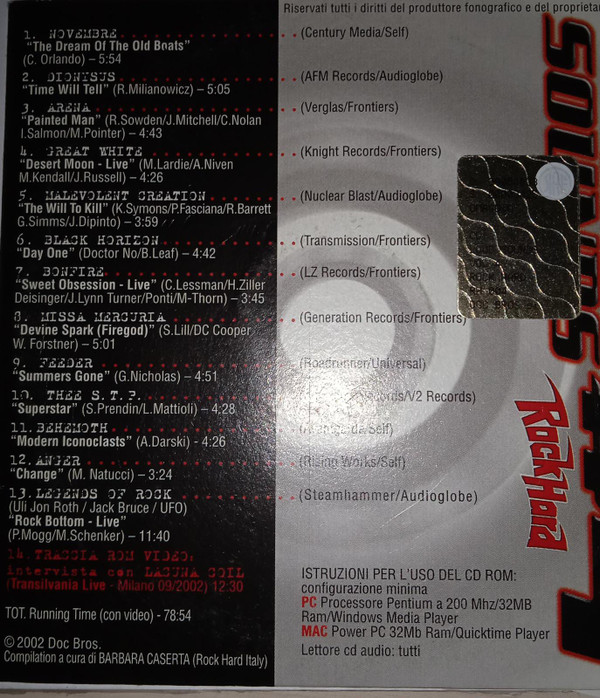 Riservati tutti i diritti del produttore fonografico e del proprietar
1. NOVEMBRE (Century Media/Self)
“The Dream Of The Old Boats”
(C. Orlando) – 5:54
2. DIONYSUS (AFM Records/Audioglobe)
“Time Will Tell” (R.Milianowicz) – 5:05
3. ARENA (Verglas/Frontiers)
“Painted Man” (R.Sowden/J.Mitchell/C.Nolan
I.Salmon/M.Pointer) – 4:43
4. GREAT WHITE (Knight Records/Frontiers)
“Desert Moon - Live” (M.Lardie/A.Niven
M.Kendall/J.Russell) – 4:26
5. MALEVOLENT CREATION (Nuclear Blast/Audioglobe)
“The Will To Kill” (K.Symons/P.Fasciana/R.Barrett
G.Simms/J.Dipinto) – 3:59
6. BLACK HORIZON (Transmission/Frontiers)
“Day One” (Doctor No/B.Leaf) – 4:42
7. BONFIRE (LZ Records/Frontiers)
“Sweet Obsession - Live” (C.Lessman/H.Ziller
Deisinger/J.Lynn Turner/Ponti/M-Thorn) – 3:45
8. MISSA MERCURIA (Generation Records/Frontiers)
“Devine Spark (Firegod)” (S.Lill/DC Cooper
W. Forstner) – 5:01
9. FEEDER (Roadrunner/Universal)
“Summers Gone” (G.Nicholas) – 4:51
10. THEE S.T.P. /V2 Records)
“Superstar” (S.Prendin/L.Mattioli) – 4:28
11. BEHEMOTH (Avantgarde/Self)
“Modern Iconoclasts” (A.Darski) - 4:26
12. ANGER (Rising Works/Self)
“Change” (M. Natucci) – 3:24
13. LEGENDS OF ROCK (Steamhammer/Audioglobe)
(Uli Jon Roth / Jack Bruce / UFO)
“Rock Bottom - Live”
(P.Mogg/M.Schenker) – 11:40
14. TRACCIA ROM VIDEO:
intervista con LACUNA COIL
(Transilvania Live - Milano 09/2002) 12:30
TOT. Running Time (con video) - 78:54
© 2002 Doc Bros.
Compilation a cura di BARBARA CASERTA (Rock Hard Italy)
ISTRUZIONI PER L'USO DEL CD ROM:
configurazione minima
PC Processore Pentium a 200 Mhz/32MB
Ram/Windows Media Player
MAC Power PC 32Mb Ram/Quicktime Player
Lettore cd audio: tutti
SOUNDS
Rock Hard